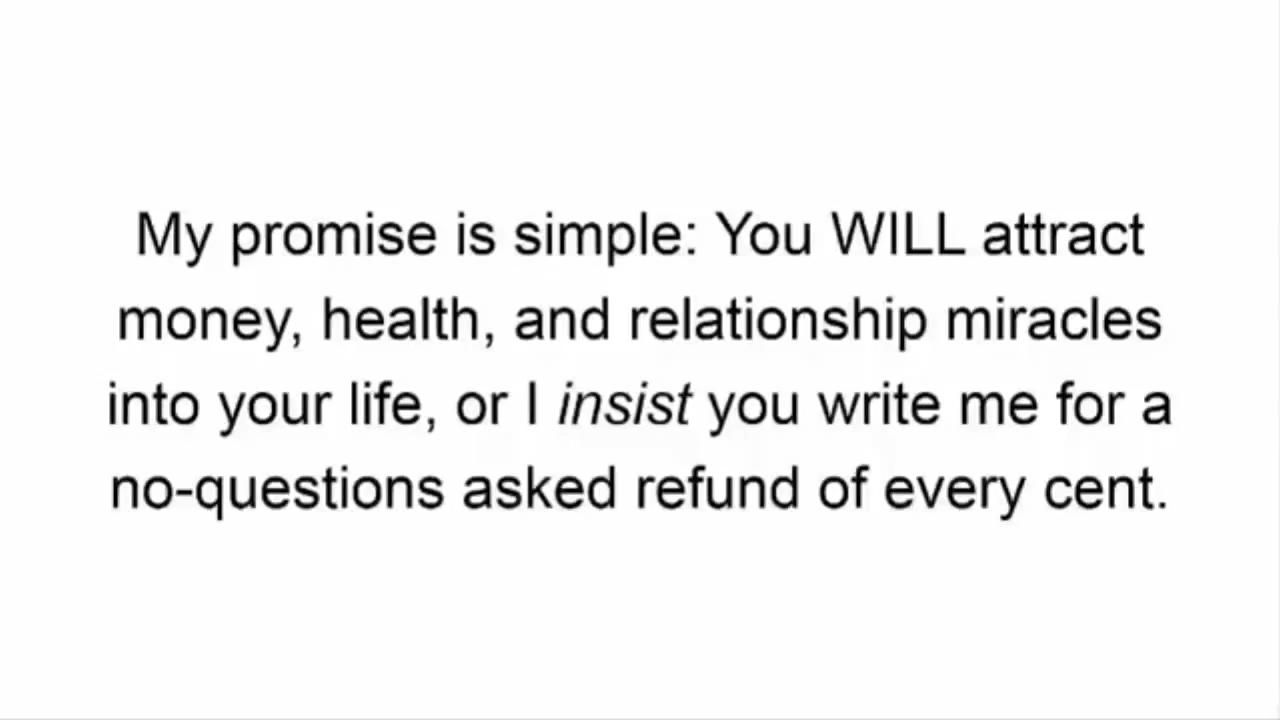 My promise is simple: You WILL attract
money, health, and relationship miracles
into your life, or I insist you write me for a
no-questions asked refund of every cent.